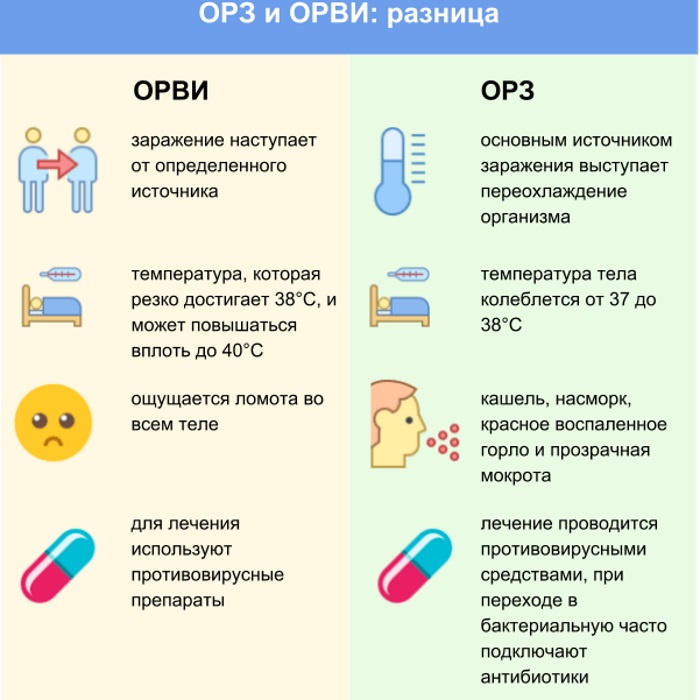 ОРЗ и ОРВИ: разница
ОРВИ
заражение наступает
от определенного
источника
температура, которая
резко достигает 38°С, и
может повышаться
вплоть до 40°С
ощущается ломота во
всем теле
для лечения
используют
противовирусные
препараты
ОРЗ
основным источником
заражения выступает
переохлаждение
организма
температура тела
колеблется от 37 до
38°С
кашель, насморк,
красное воспаленное
горло и прозрачная
мокрота
лечение проводится
противовирусными
средствами, при
переходе в
бактериальную часто
подключают
антибиотики